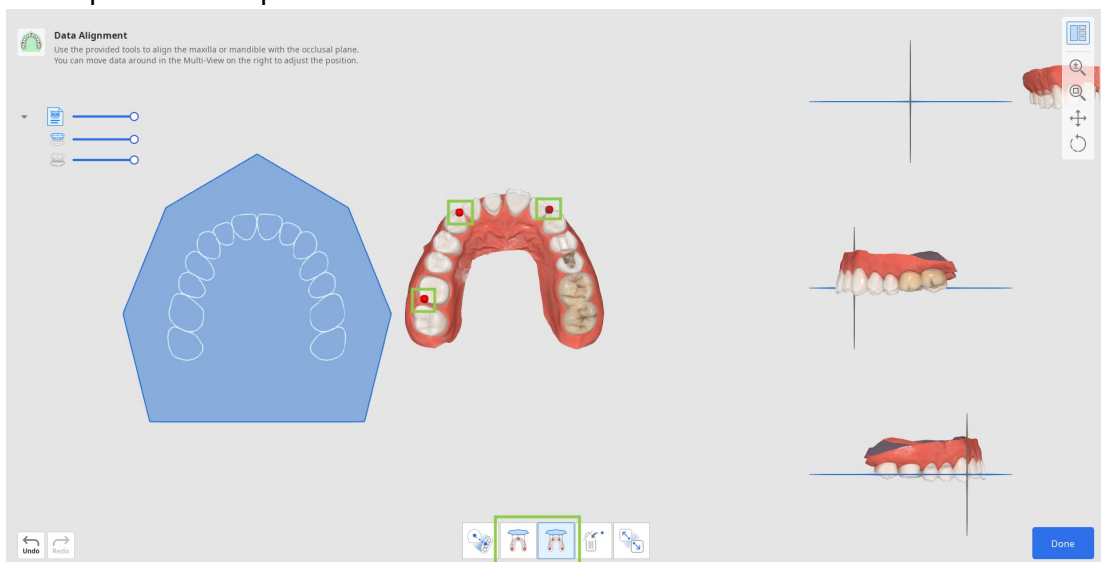 Data Alignment
Use the provided tools to align the maxilla or mandible with the occlusal plane.
You can move data around in the Multi-View on the right to adjust the position.
Undo
Redo
Done